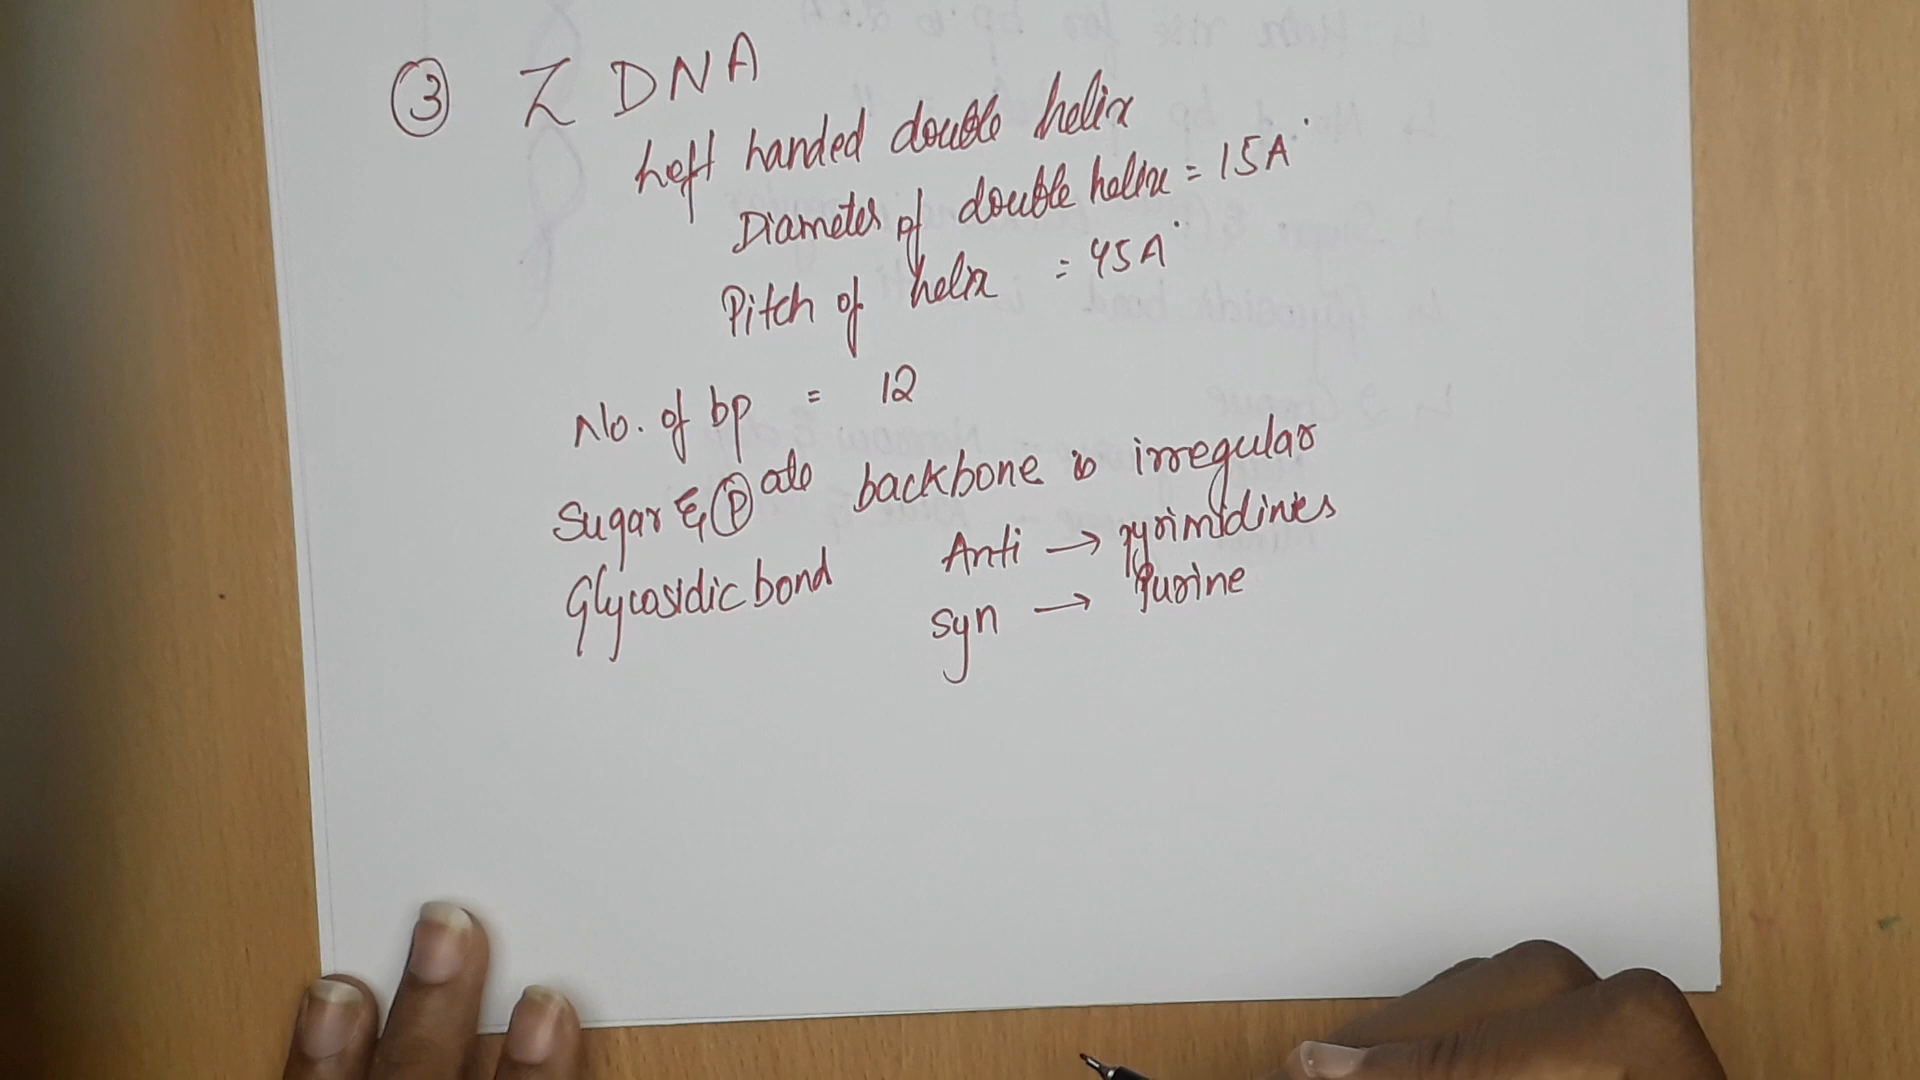 ③ Z DNA
Left handed double helix
Diameter of double helix = 15A°
Pitch of helix = 45A°
No. of bp = 12
Sugar & Ⓟate backbone is irregular
Glycosidic bond Anti → pyrimidines
Syn → Purine